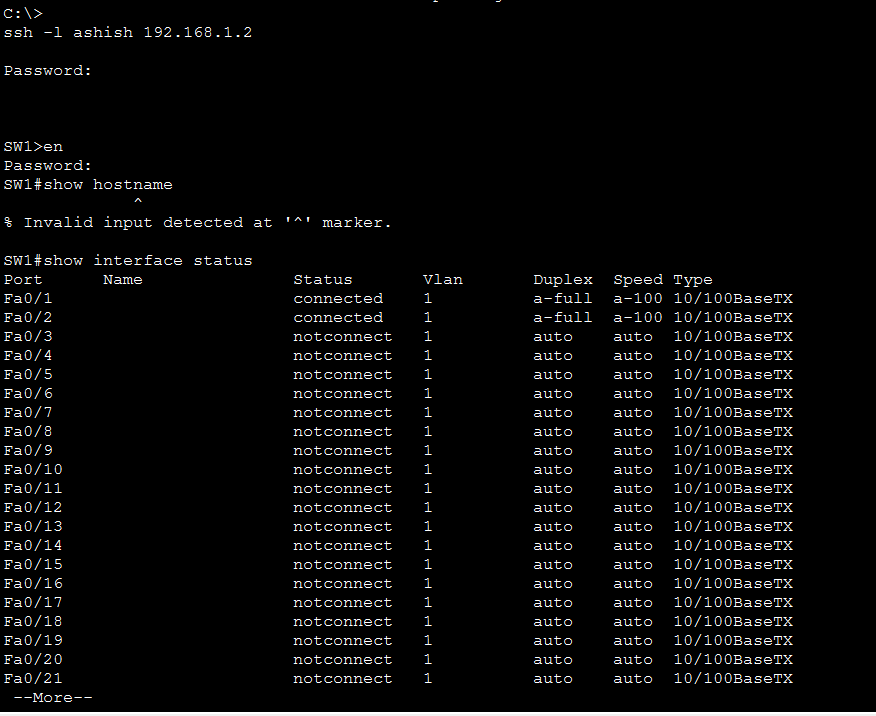 C:\>
ssh -l ashish 192.168.1.2
Password:
SW1>en
Password:
SW1#show hostname
^
% Invalid input detected at '^' marker.
SW1#show interface status
Port Name Status Vlan Duplex Speed Type
Fa0/1 connected 1 a-full a-100 10/100BaseTX
Fa0/2 connected 1 a-full a-100 10/100BaseTX
Fa0/3 notconnect 1 auto auto 10/100BaseTX
Fa0/4 notconnect 1 auto auto 10/100BaseTX
Fa0/5 notconnect 1 auto auto 10/100BaseTX
Fa0/6 notconnect 1 auto auto 10/100BaseTX
Fa0/7 notconnect 1 auto auto 10/100BaseTX
Fa0/8 notconnect 1 auto auto 10/100BaseTX
Fa0/9 notconnect 1 auto auto 10/100BaseTX
Fa0/10 notconnect 1 auto auto 10/100BaseTX
Fa0/11 notconnect 1 auto auto 10/100BaseTX
Fa0/12 notconnect 1 auto auto 10/100BaseTX
Fa0/13 notconnect 1 auto auto 10/100BaseTX
Fa0/14 notconnect 1 auto auto 10/100BaseTX
Fa0/15 notconnect 1 auto auto 10/100BaseTX
Fa0/16 notconnect 1 auto auto 10/100BaseTX
Fa0/17 notconnect 1 auto auto 10/100BaseTX
Fa0/18 notconnect 1 auto auto 10/100BaseTX
Fa0/19 notconnect 1 auto auto 10/100BaseTX
Fa0/20 notconnect 1 auto auto 10/100BaseTX
Fa0/21 notconnect 1 auto auto 10/100BaseTX
--More--